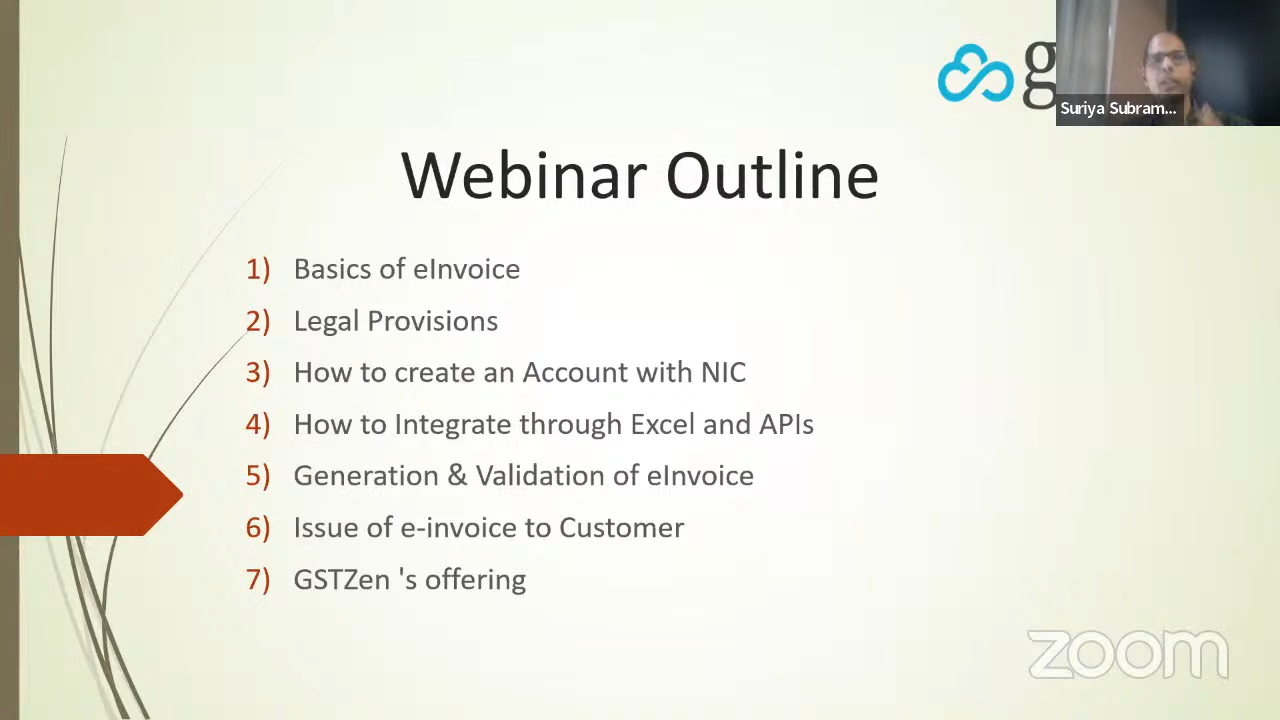 g
Suriya Subram...
Webinar Outline
1) Basics of eInvoice
2) Legal Provisions
3) How to create an Account with NIC
4) How to Integrate through Excel and APIs
5) Generation & Validation of eInvoice
6) Issue of e-invoice to Customer
7) GSTZen 's offering
zoom